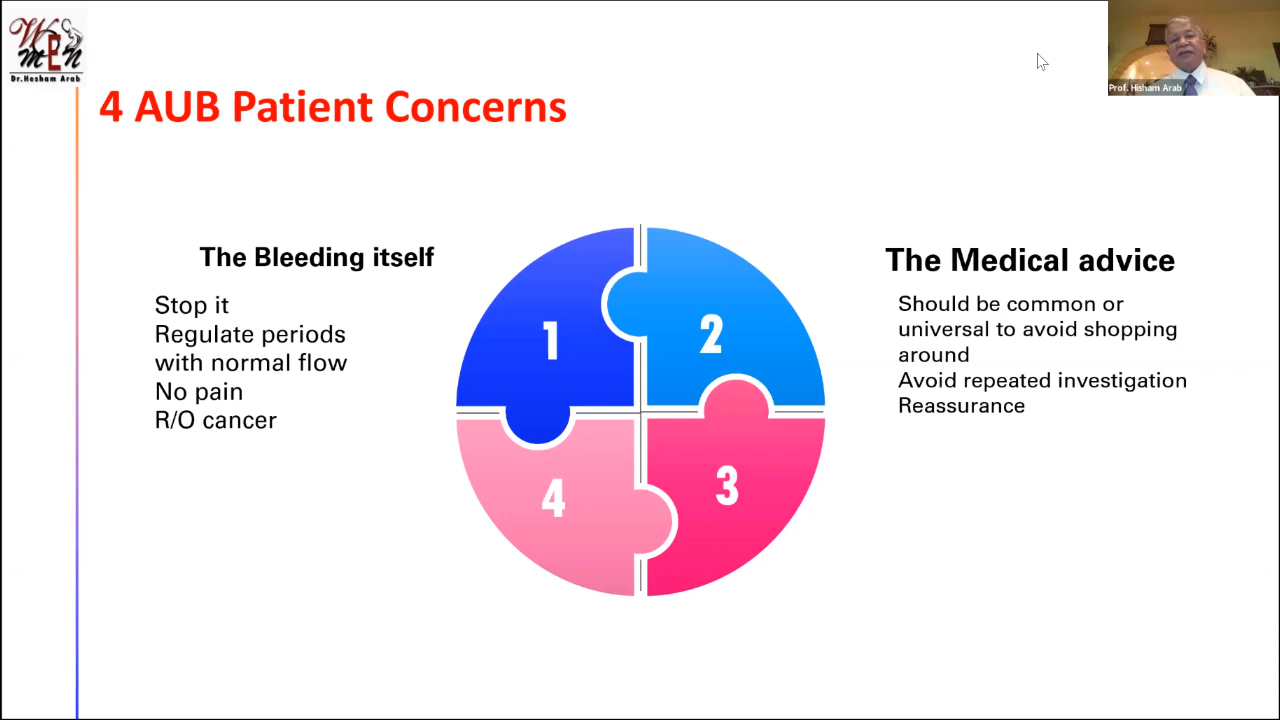 Women
Dr.Hesham Arab
Prof. Hisham Arab
4 AUB Patient Concerns
The Bleeding itself
Stop it
Regulate periods
with normal flow
No pain
R/O cancer
1
2
3
4
The Medical advice
Should be common or
universal to avoid shopping
around
Avoid repeated investigation
Reassurance